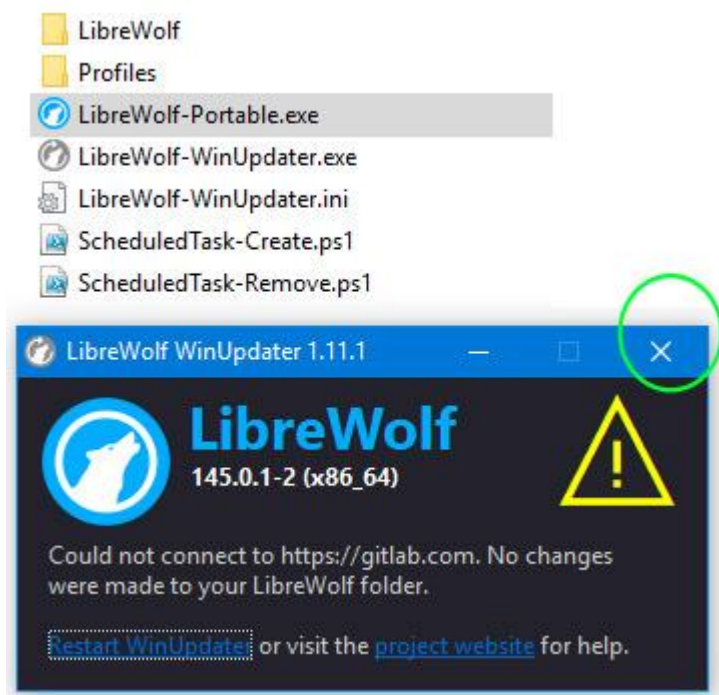 LibreWolf
Profiles
LibreWolf-Portable.exe
LibreWolf-WinUpdater.exe
LibreWolf-WinUpdater.ini
ScheduledTask-Create.ps1
ScheduledTask-Remove.ps1
LibreWolf WinUpdater 1.11.1
LibreWolf
145.0.1-2 (x86_64)
Could not connect to https://gitlab.com. No changes
were made to your LibreWolf folder.
Restart WinUpdater or visit the project website for help.